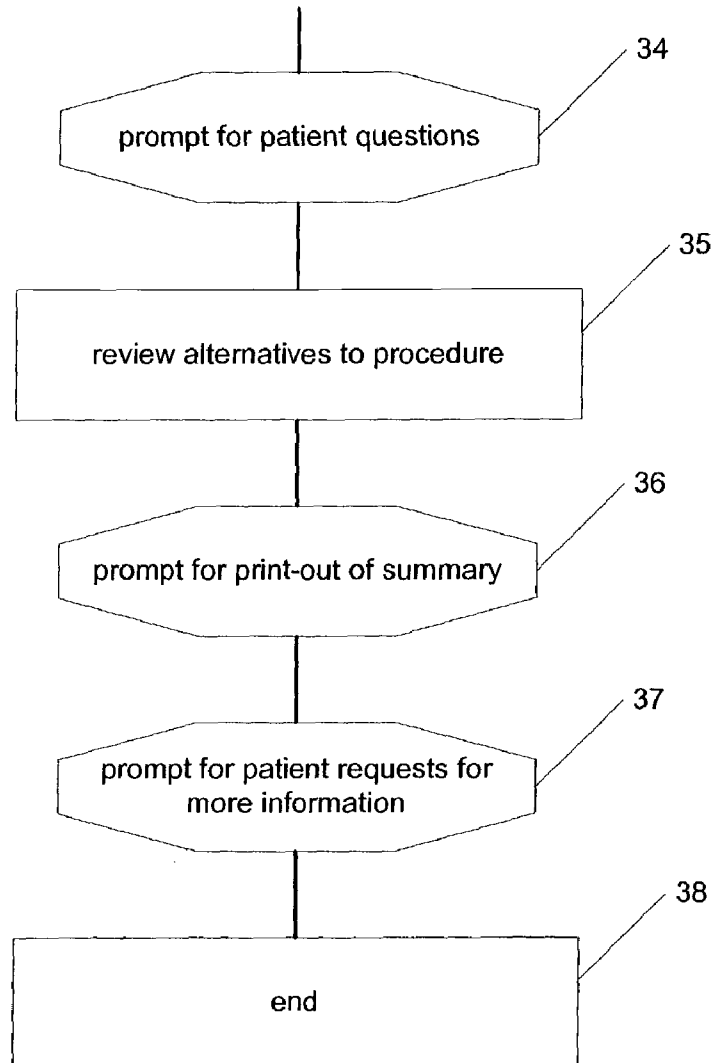 34
prompt for patient questions
35
review alternatives to procedure
36
prompt for print-out of summary
37
prompt for patient requests for
more information
38
end